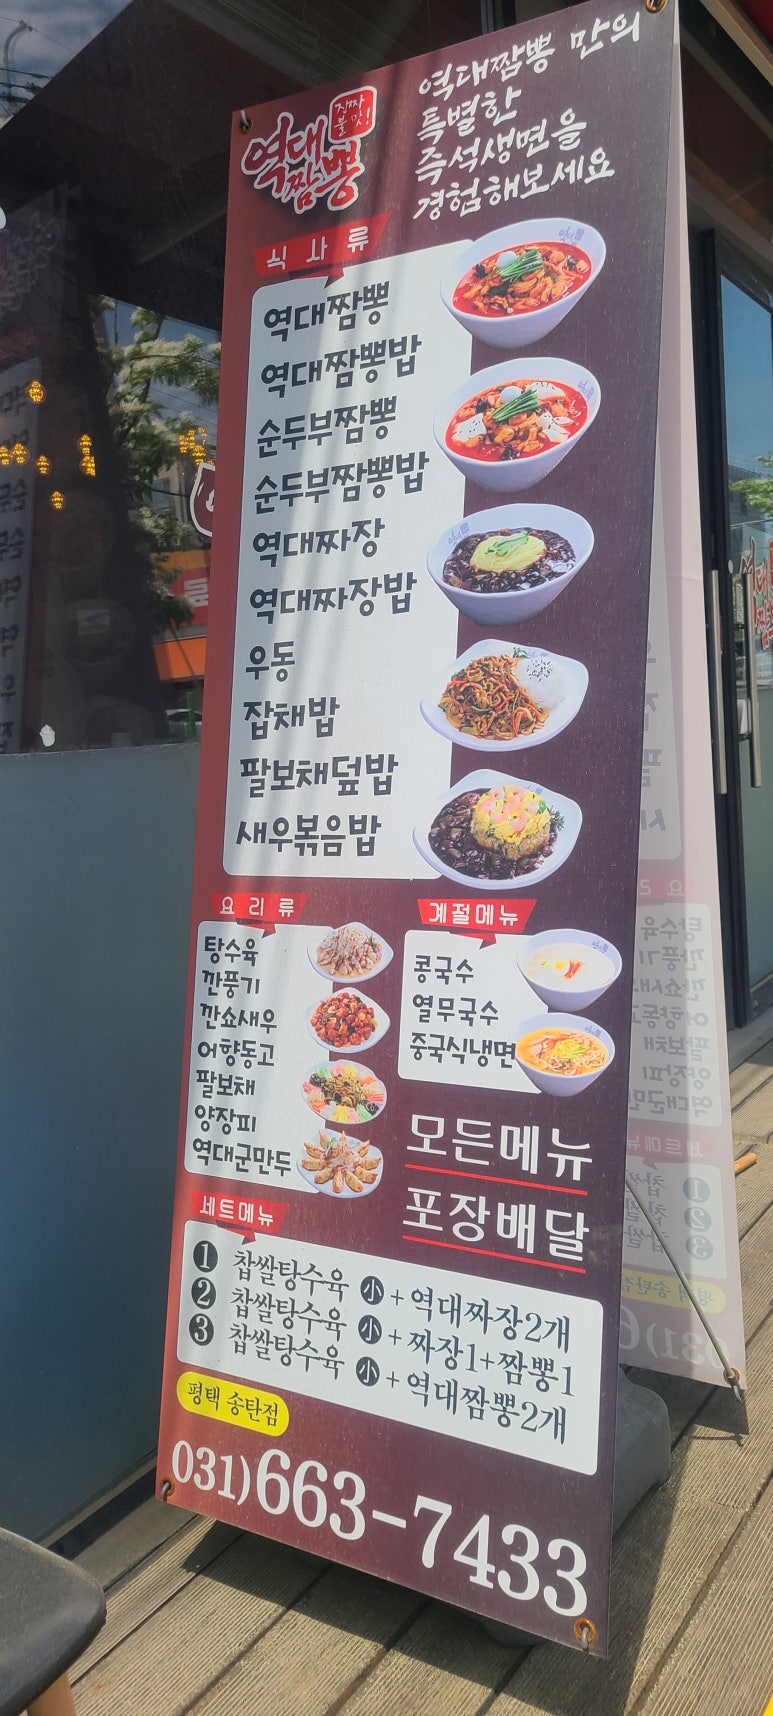 역대짬뽕 만의
특별한
즉석생면을
경험해보세요
진짜
불맛!
역대
짬뽕
식사류
역대짬뽕
역대짬뽕밥
순두부짬뽕
순두부짬뽕밥
역대짜장
역대짜장밥
우동
잡채밥
팔보채덮밥
새우볶음밥
요리류
탕수육
깐풍기
깐쇼새우
어향동고
팔보채
양장피
역대군만두
계절메뉴
콩국수
열무국수
중국식냉면
모든메뉴
포장배달
세트메뉴
1 찹쌀탕수육 小 + 역대짜장2개
2 찹쌀탕수육 小 + 짜장1+짬뽕1
3 찹쌀탕수육 小 + 역대짬뽕2개
평택 송탄점
031)663-7433